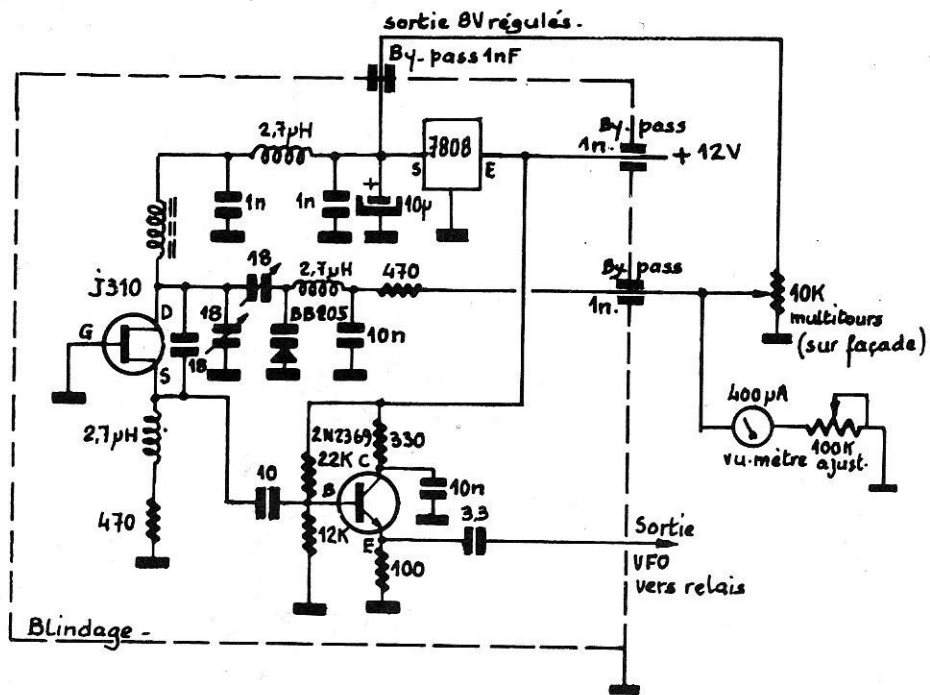 sortie 8V régulés.
By-pass 1nF
2,7µH
7808
S
E
By-pass
1n.
+ 12V
1n
1n
+
10µ
18
2,7µH
470
By pass
1n.
j310
D
G
S
18
18
BB205
10n
10K
multitours
(sur façade)
400µA
100K
vu-mètre ajust.
2,7µH
2N2369
330
22K
C
10
B
10n
470
12K
E
3,3
100
Sortie
VFO
vers relais
Blindage -